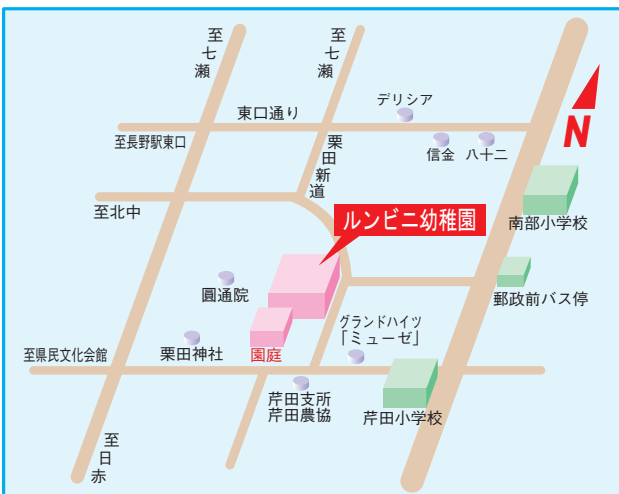 至七瀬
至七瀬
デリシア
東口通り
至長野駅東口
信金
八十二
N
栗田新道
至北中
ルンビニ幼稚園
南部小学校
圓通院
郵政前バス停
グランドハイツ
「ミューゼ」
至県民文化会館
栗田神社
園庭
芹田支所
芹田農協
芹田小学校
至日赤